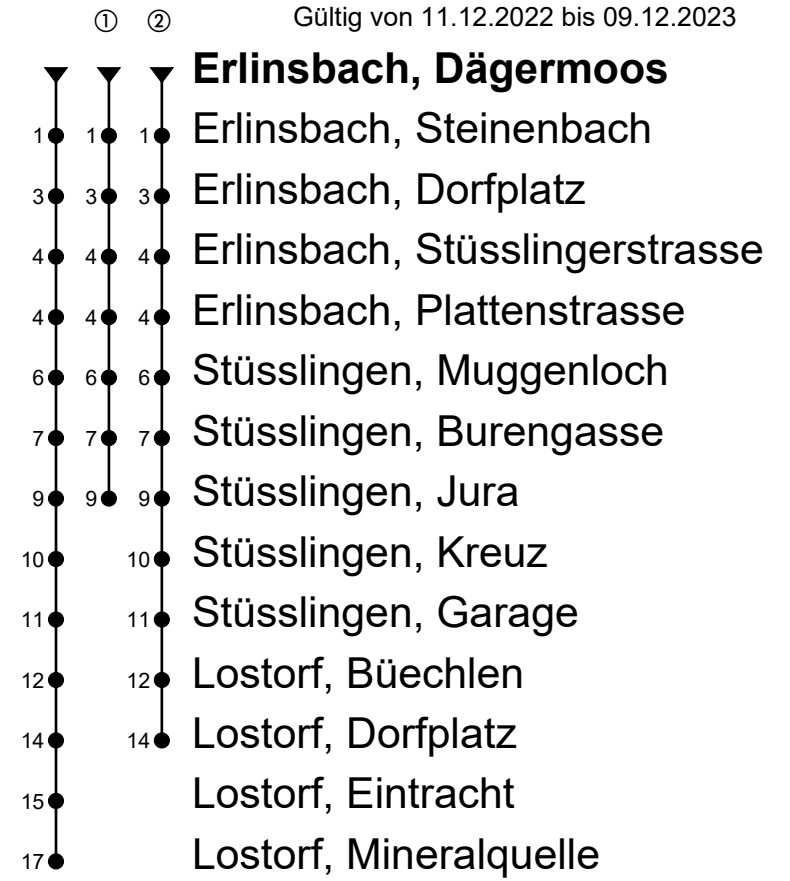 ① ② Gültig von 11.12.2022 bis 09.12.2023
Erlinsbach, Dägermoos
1 1 1 Erlinsbach, Steinenbach
3 3 3 Erlinsbach, Dorfplatz
4 4 4 Erlinsbach, Stüsslingerstrasse
4 4 4 Erlinsbach, Plattenstrasse
6 6 6 Stüsslingen, Muggenloch
7 7 7 Stüsslingen, Burengasse
9 9 9 Stüsslingen, Jura
10 10 Stüsslingen, Kreuz
11 11 Stüsslingen, Garage
12 12 Lostorf, Büechlen
14 14 Lostorf, Dorfplatz
15 Lostorf, Eintracht
17 Lostorf, Mineralquelle